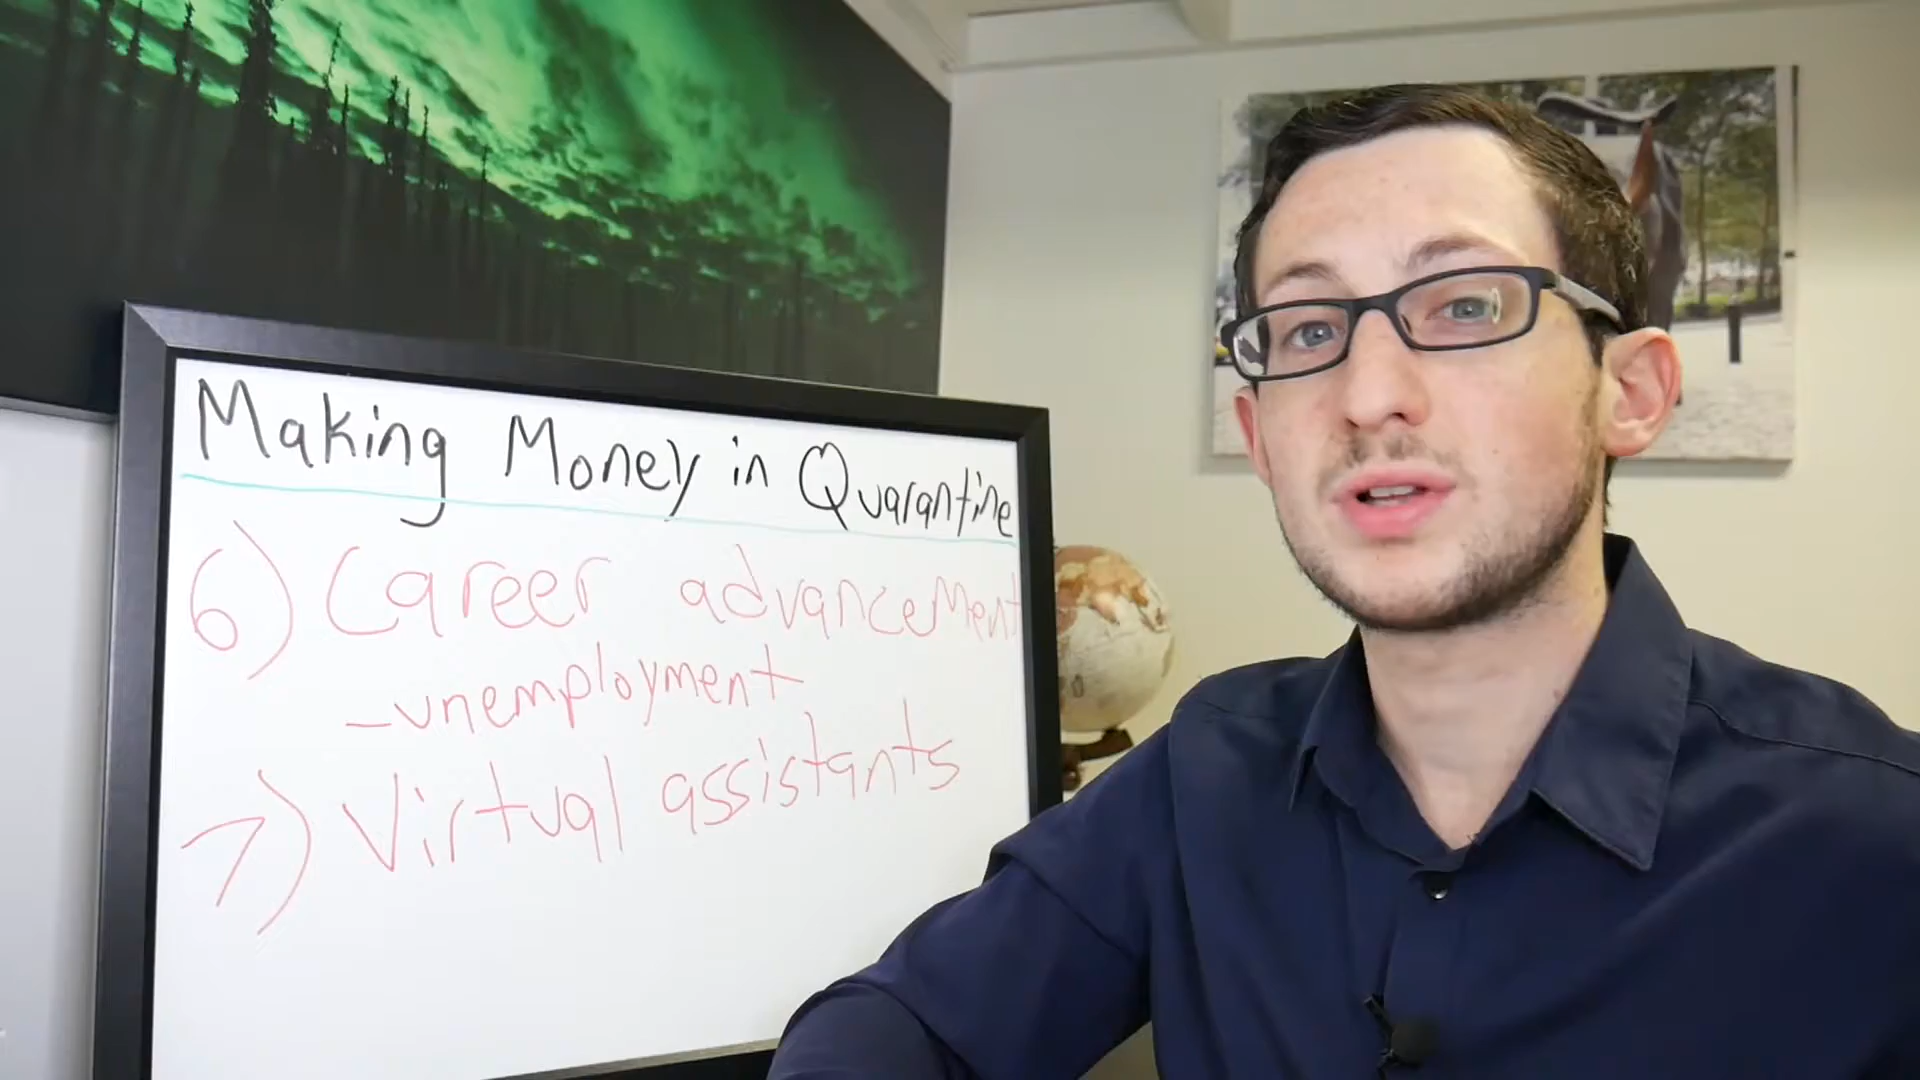 Making Money in Quarantine
6) Career advancement
-unemployment
7) Virtual assistants